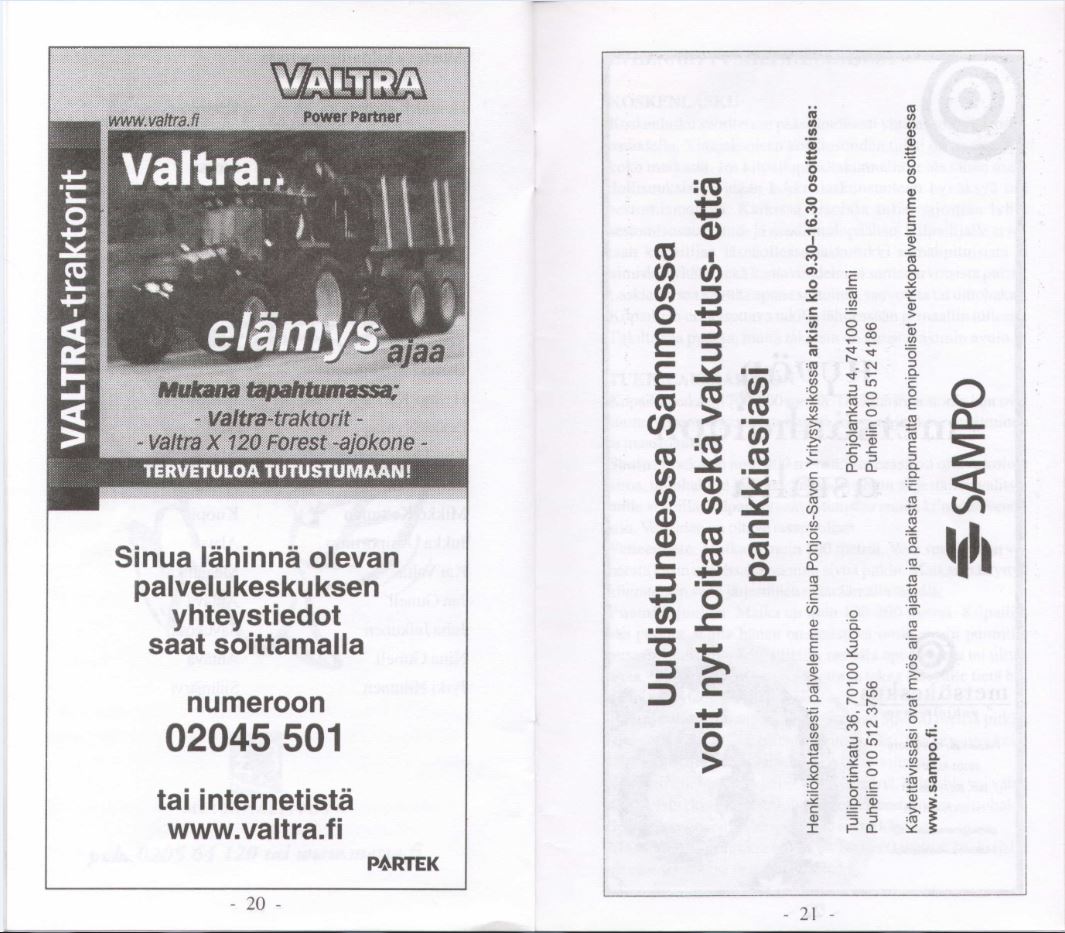 VALTRA
Power Partner
www.valtra.fi
VALTRA-traktorit
Valtra..
elämys
ajaa
Mukana tapahtumassa;
- Valtra-traktorit -
- Valtra X 120 Forest -ajokone -
TERVETULOA TUTUSTUMAAN!
Sinua lähinnä olevan
palvelukeskuksen
yhteystiedot
saat soittamalla
numeroon
02045 501
tai internetistä
www.valtra.fi
PARTEK
- 20 -
Uudistuneessa Sammossa
voit nyt hoitaa sekä vakuutus- että
pankkiasiasi
Henkilökohtaisesti palvelemme Sinua Pohjois-Savon Yritysyksikössä arkisin klo 9.30–16.30 osoitteissa:
Tulliportinkatu 36, 70100 Kuopio
Puhelin 010 512 3756
Pohjolankatu 4, 74100 Iisalmi
Puhelin 010 512 4186
Käytettävissäsi ovat myös aina ajasta ja paikasta riippumatta monipuoliset verkkopalvelumme osoitteessa
www.sampo.fi.
SAMPO
- 21 -